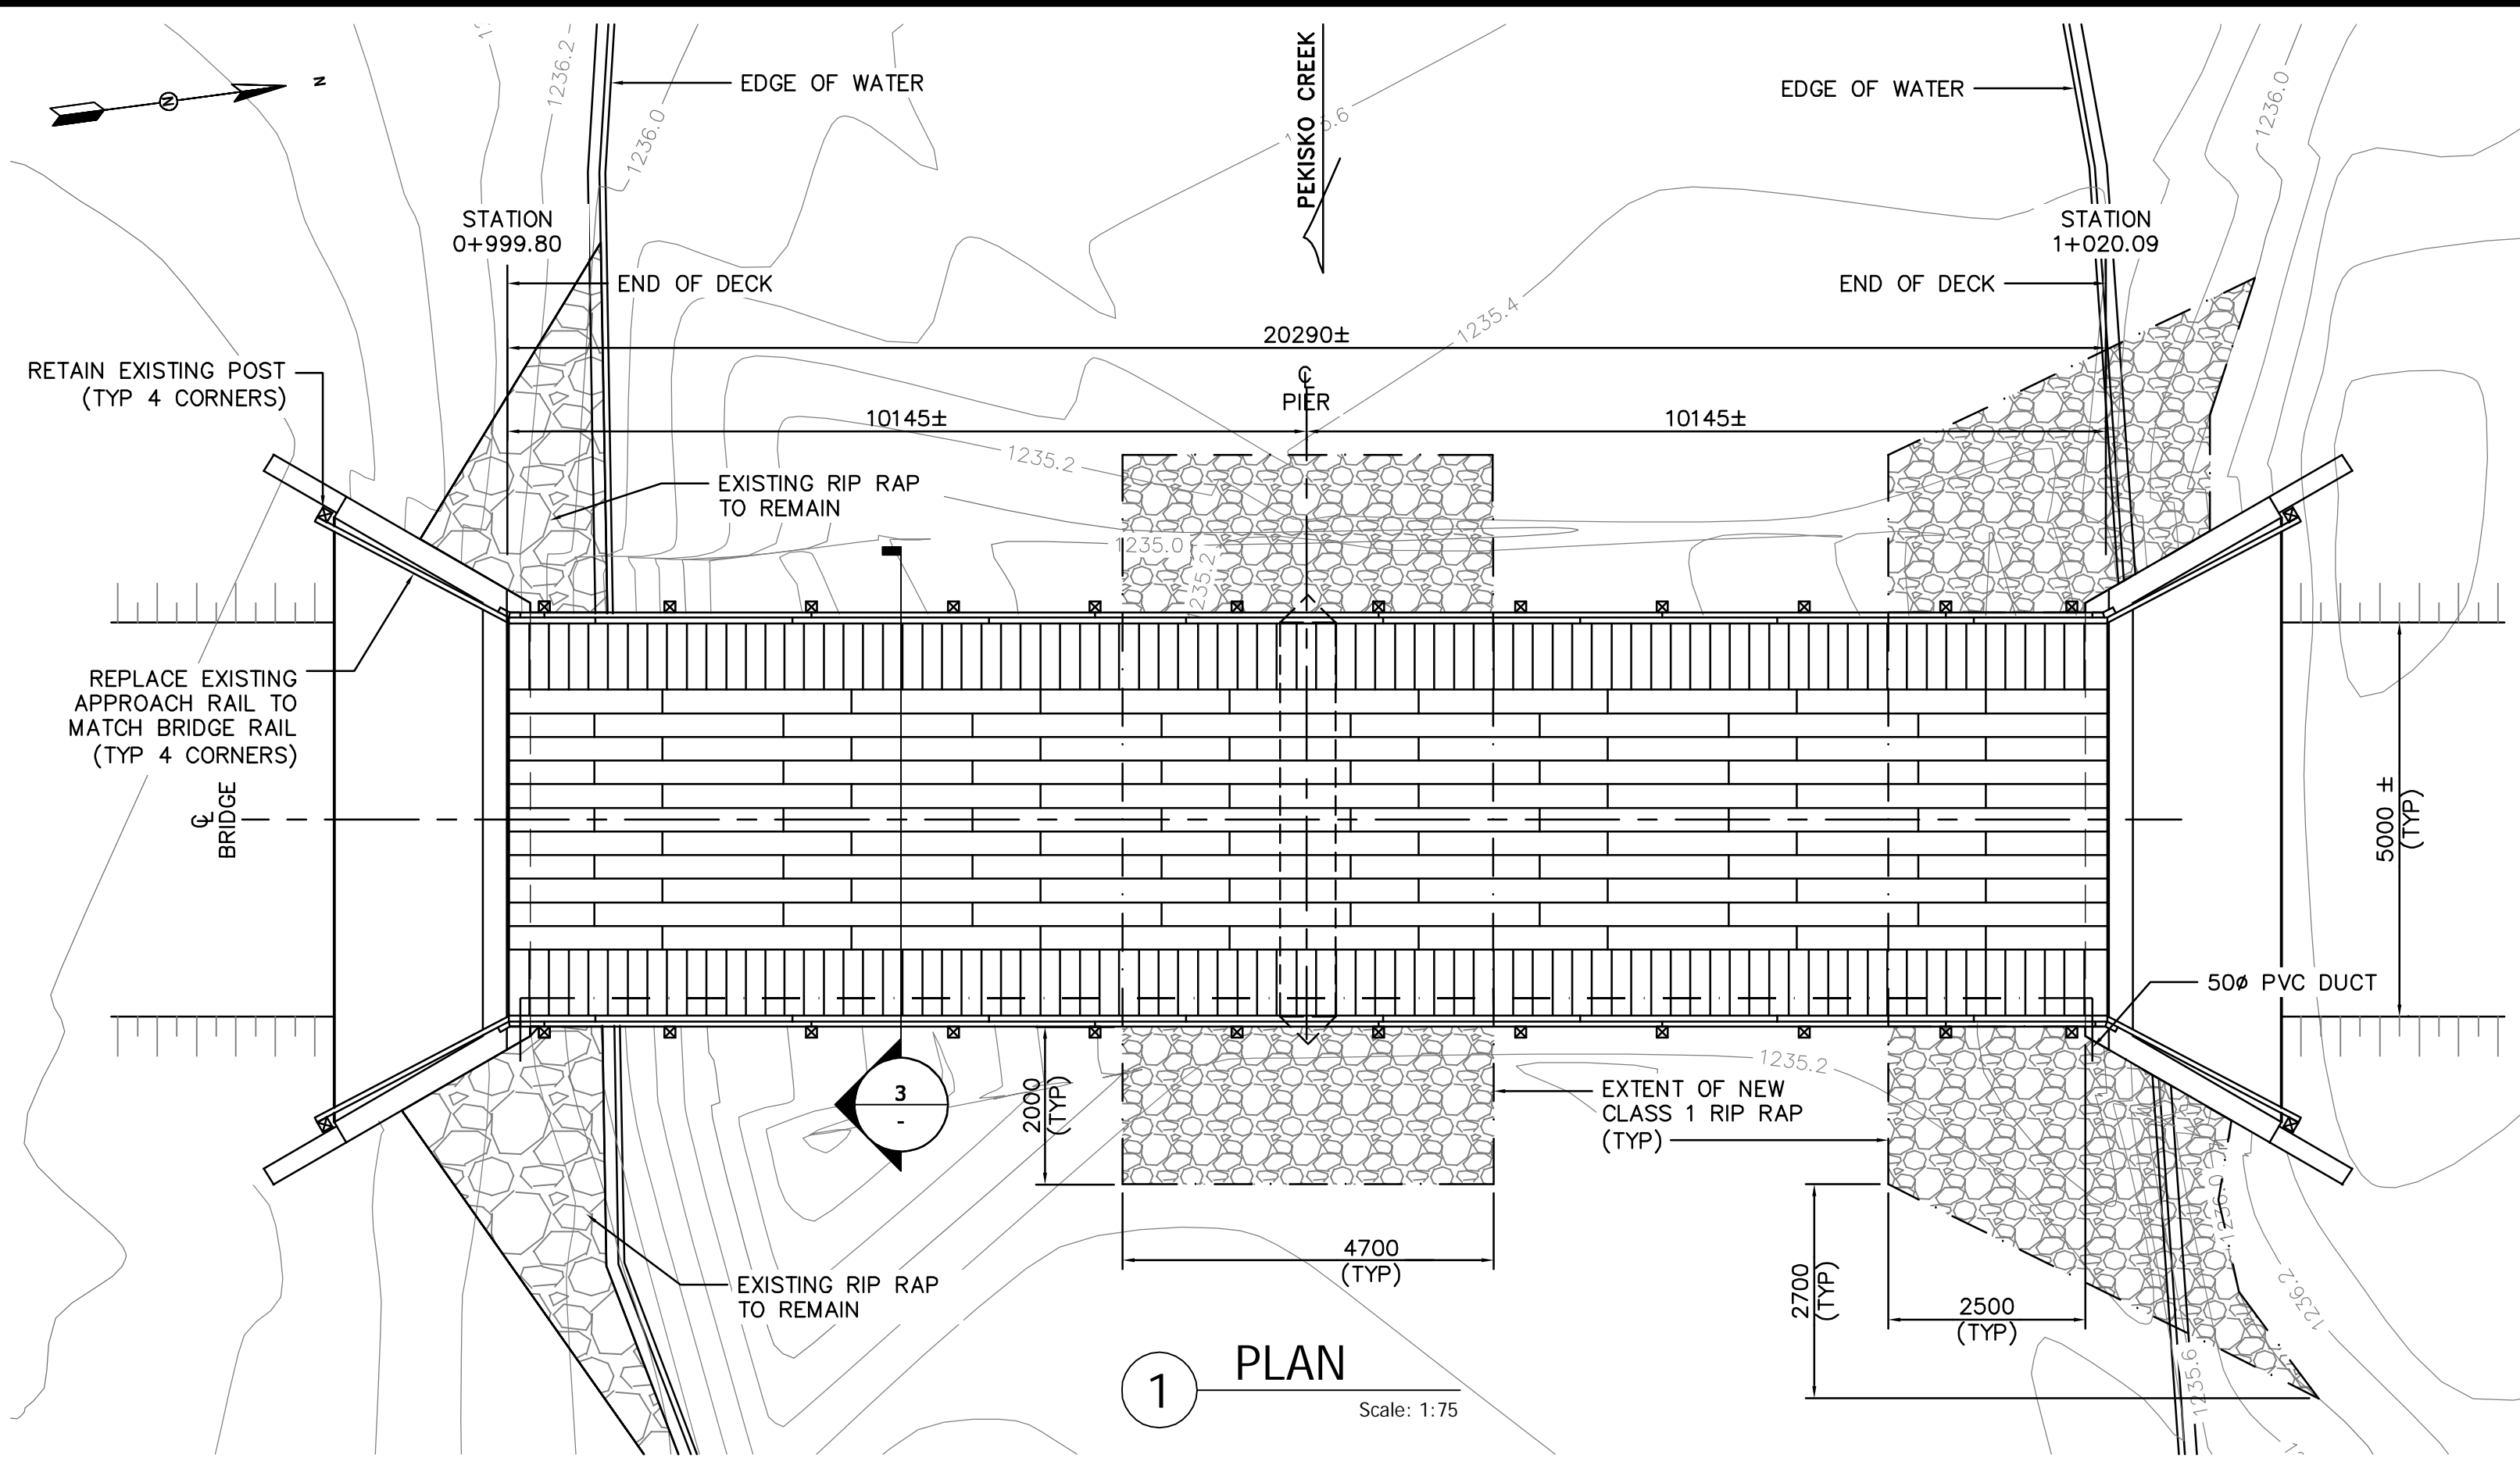 EDGE OF WATER
PEKISKO CREEK
EDGE OF WATER
N
N
1236.2
1236.0
1236.0
STATION
0+999.80
STATION
1+020.09
END OF DECK
END OF DECK
20290±
1235.4
RETAIN EXISTING POST
(TYP 4 CORNERS)
℄
PIER
10145±
10145±
1235.2
EXISTING RIP RAP
TO REMAIN
1235.0
1235.2
REPLACE EXISTING
APPROACH RAIL TO
MATCH BRIDGE RAIL
(TYP 4 CORNERS)
℄
BRIDGE
5000 ±
(TYP)
50ø PVC DUCT
1235.2
3
-
2000
(TYP)
EXTENT OF NEW
CLASS 1 RIP RAP
(TYP)
1236.0
1236.2
EXISTING RIP RAP
TO REMAIN
4700
(TYP)
2700
(TYP)
2500
(TYP)
1235.6
1
PLAN
Scale: 1:75